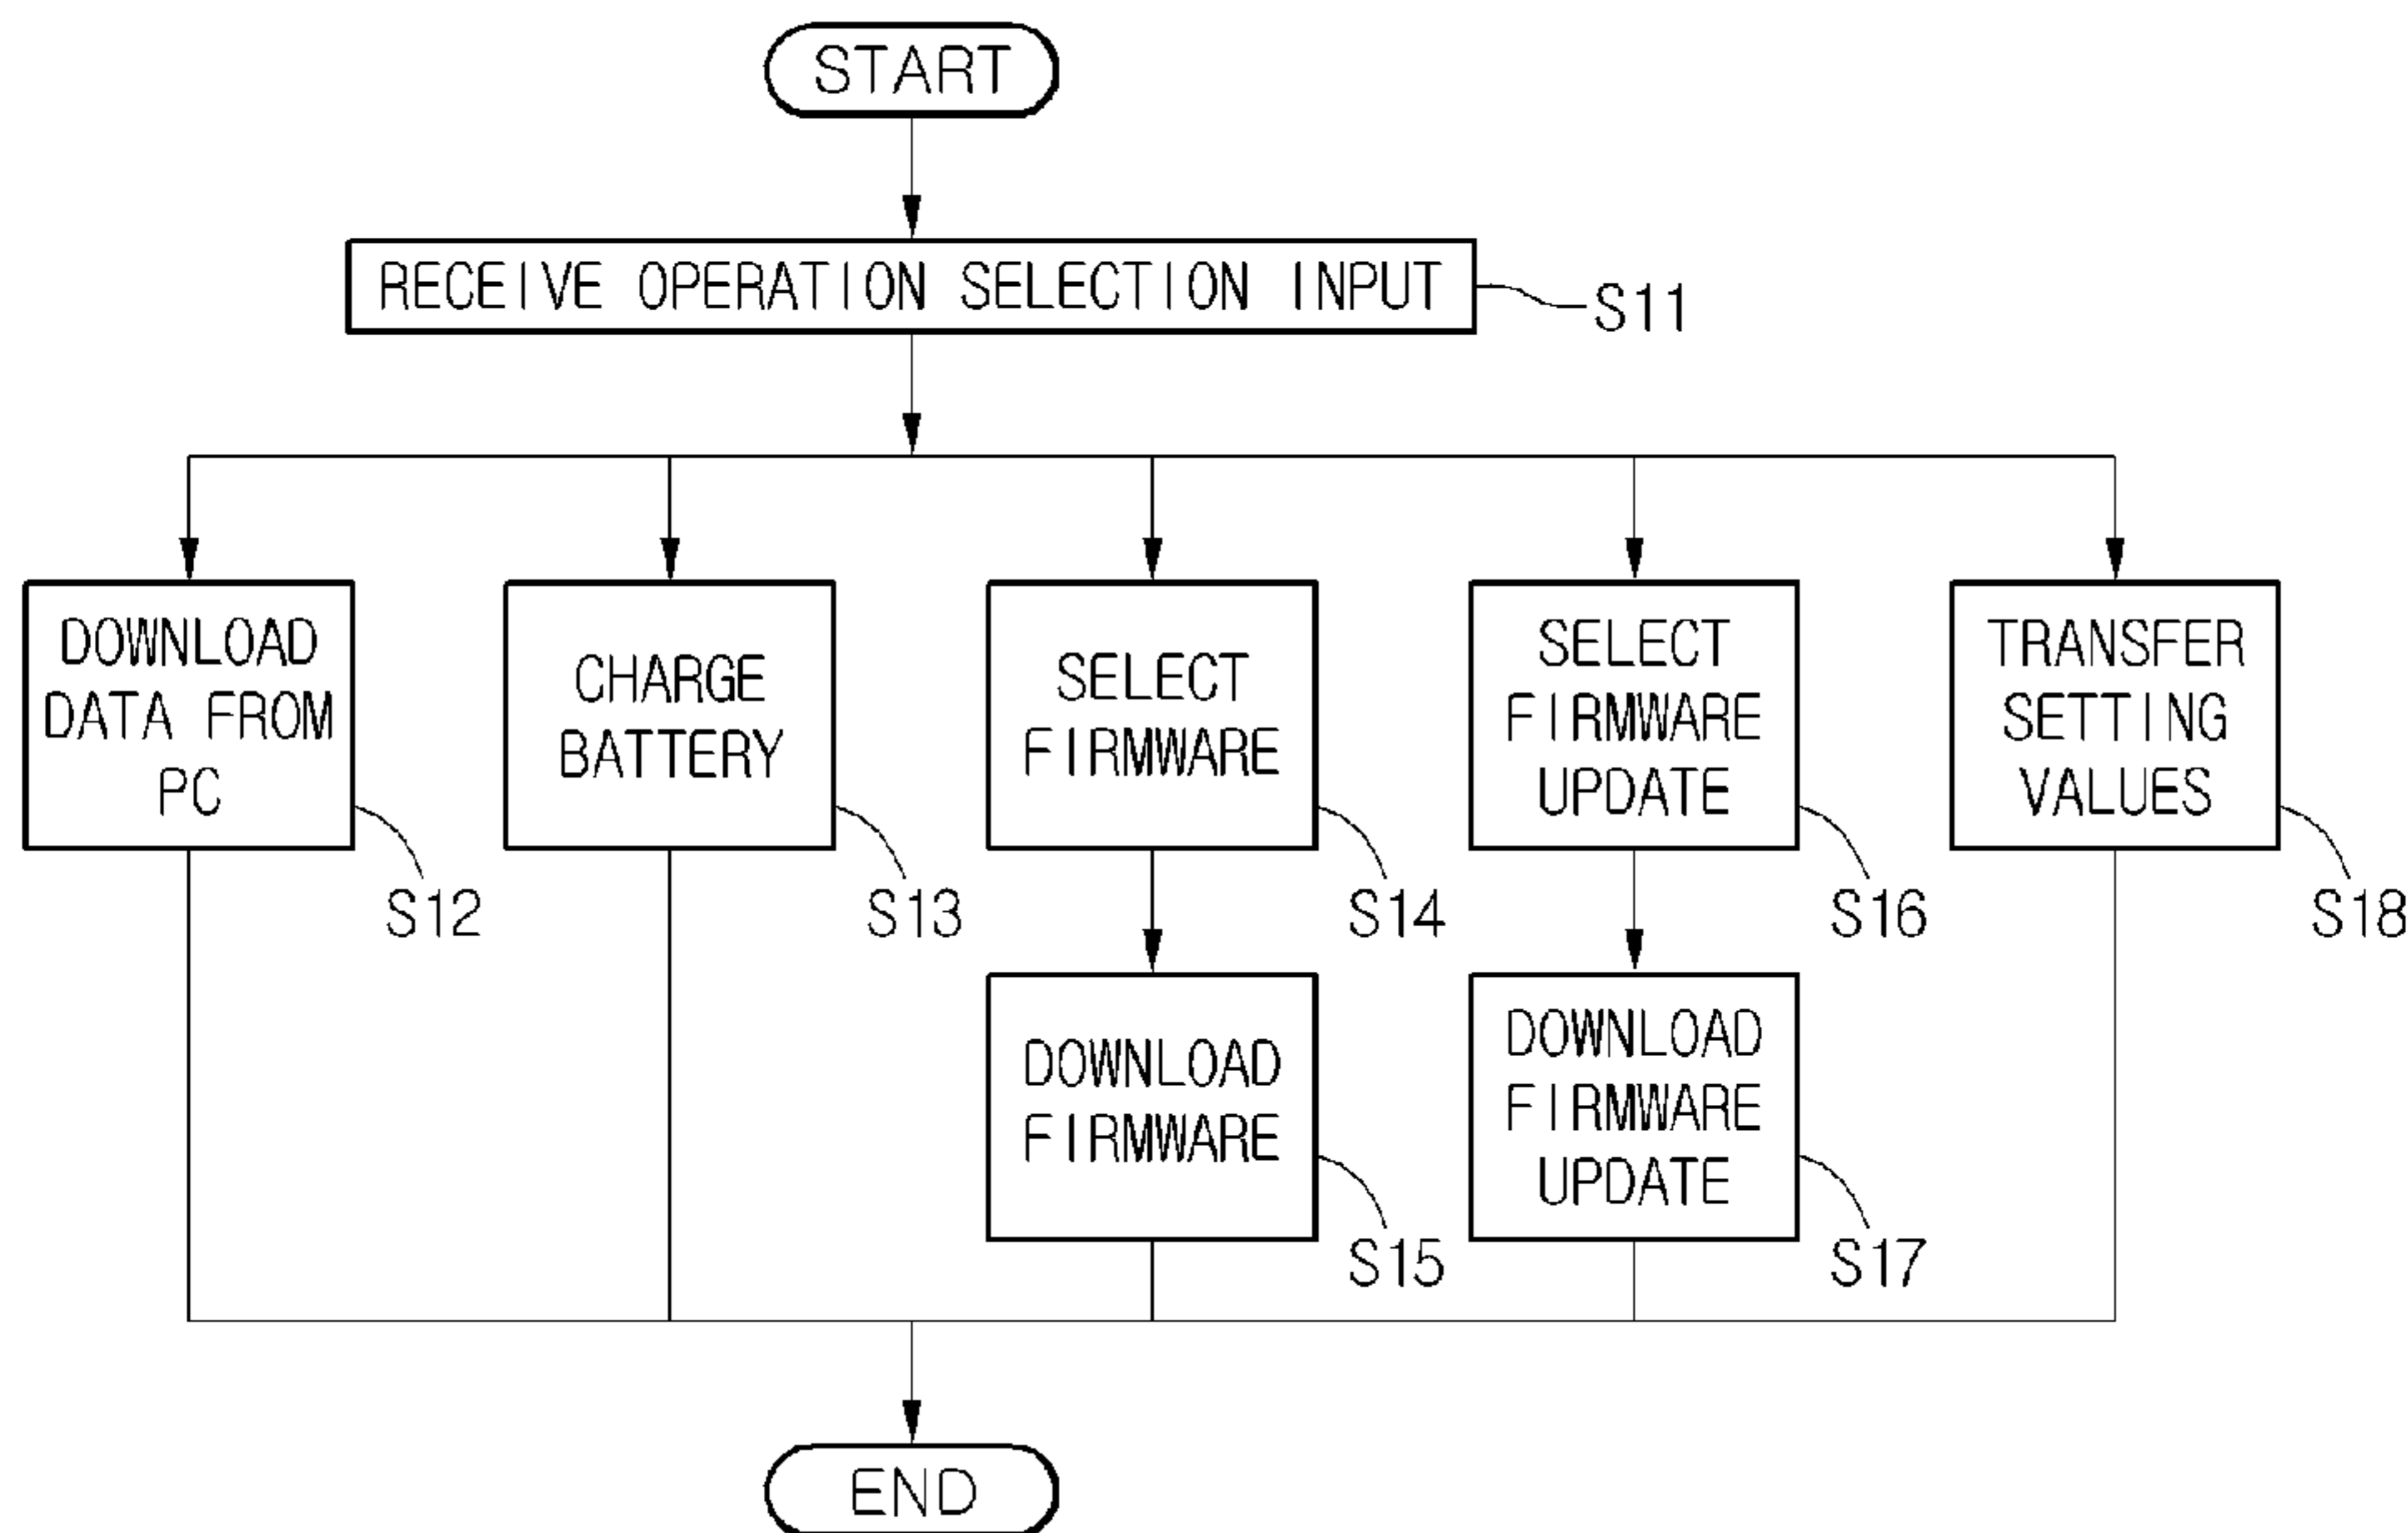 START
RECEIVE OPERATION SELECTION INPUT
S11
DOWNLOAD
DATA FROM
PC
S12
CHARGE
BATTERY
S13
SELECT
FIRMWARE
S14
SELECT
FIRMWARE
UPDATE
S16
TRANSFER
SETTING
VALUES
S18
DOWNLOAD
FIRMWARE
S15
DOWNLOAD
FIRMWARE
UPDATE
S17
END